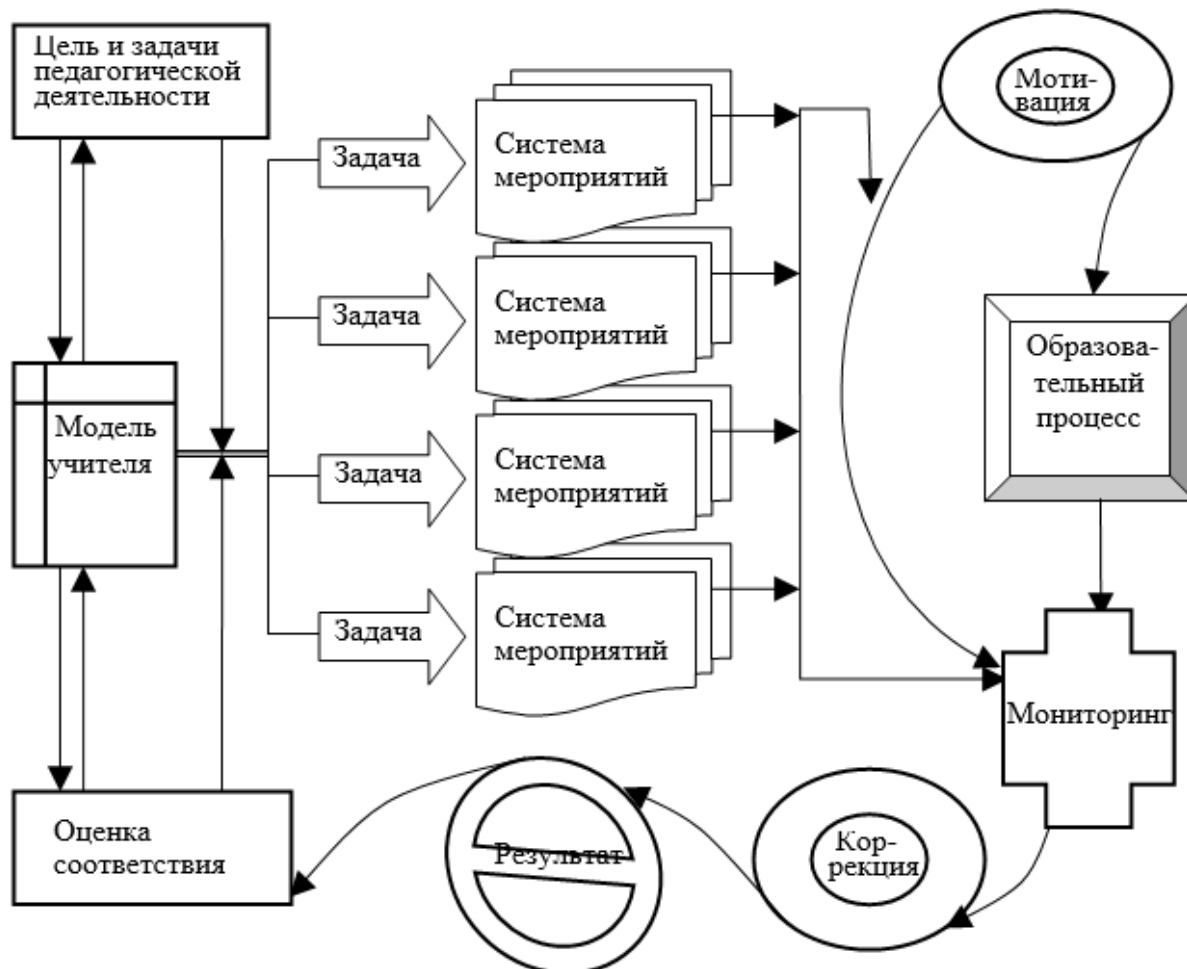 Цель и задачи
педагогической
деятельности
Моти-
вация
Задача
Система
мероприятий
Задача
Система
мероприятий
Образова-
тельный
процесс
Модель
учителя
Задача
Система
мероприятий
Задача
Система
мероприятий
Мониторинг
Оценка
соответствия
Результат
Кор-
рекция